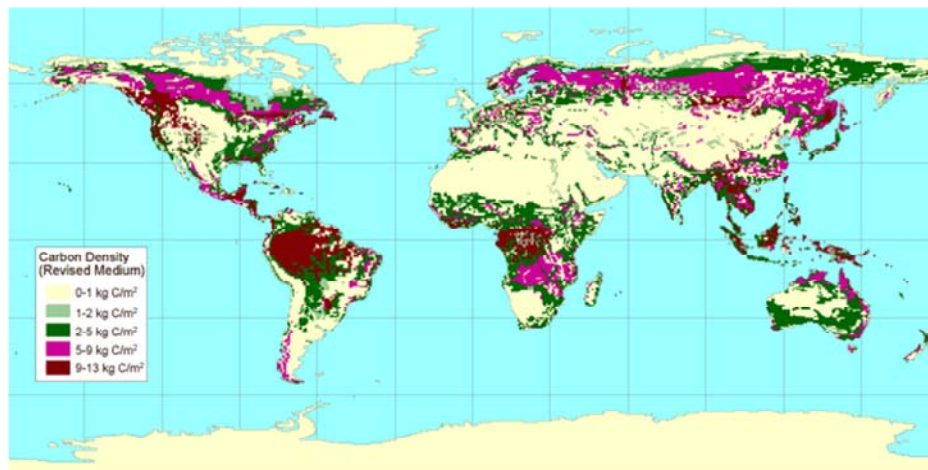 Carbon Density
(Revised Medium)
0-1 kg C/m²
1-2 kg C/m²
2-5 kg C/m²
5-9 kg C/m²
9-13 kg C/m²